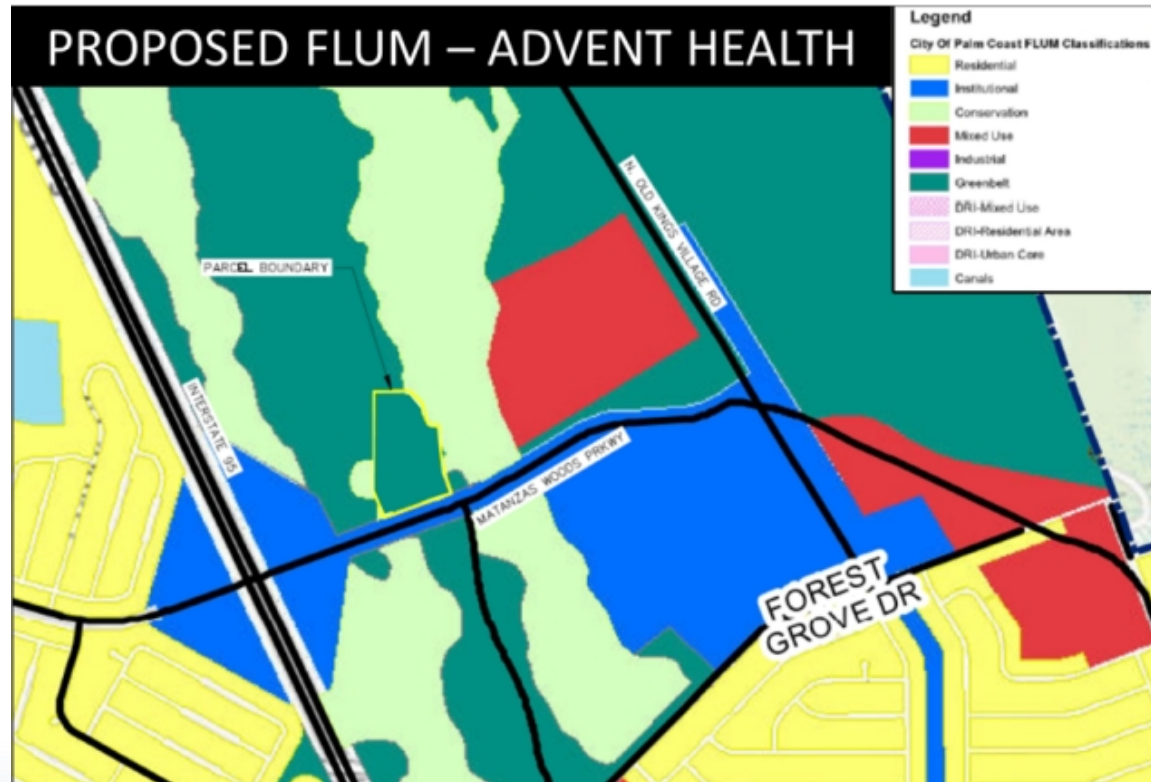 PROPOSED FLUM – ADVENT HEALTH
Legend
City Of Palm Coast FLUM Classifications
Residential
Institutional
Conservation
Mixed Use
Industrial
Greenbelt
DRI-Mixed Use
DRI-Residential Area
DRI-Urban Core
Canals
N. OLD KINGS VILLAGE RD
PARCEL BOUNDARY
INTERSTATE 95
MATANZAS WOODS PRKWY
FOREST
GROVE DR